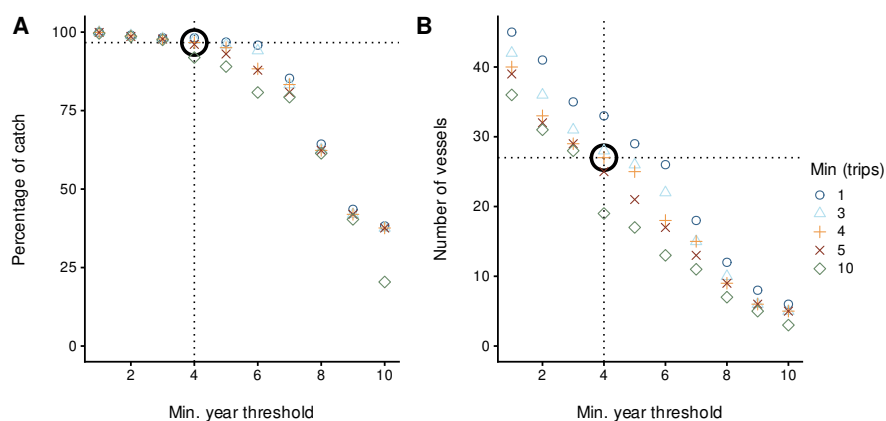 A
B
Percentage of catch
100
75
50
25
0
2 4 6 8 10
Min. year threshold
Number of vessels
40
30
20
10
0
2 4 6 8 10
Min. year threshold
Min (trips)
1
3
4
5
10